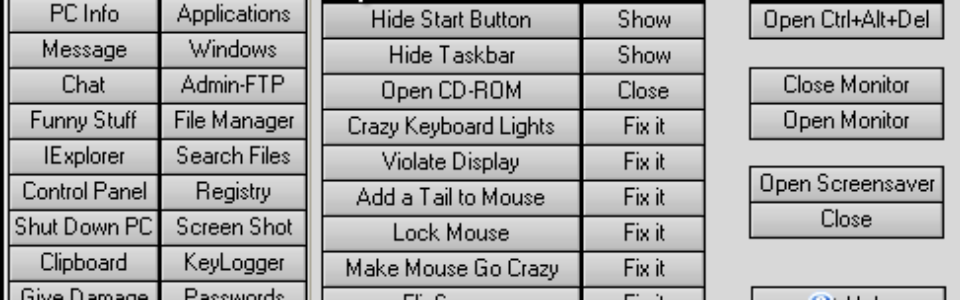 PC Info
Applications
Message
Windows
Chat
Admin-FTP
Funny Stuff
File Manager
IExplorer
Search Files
Control Panel
Registry
Shut Down PC
Screen Shot
Clipboard
KeyLogger
Give Damage
Passwords
Hide Start Button
Show
Hide Taskbar
Show
Open CD-ROM
Close
Crazy Keyboard Lights
Fix it
Violate Display
Fix it
Add a Tail to Mouse
Fix it
Lock Mouse
Fix it
Make Mouse Go Crazy
Fix it
Fix it
Open Ctrl+Alt+Del
Close Monitor
Open Monitor
Open Screensaver
Close